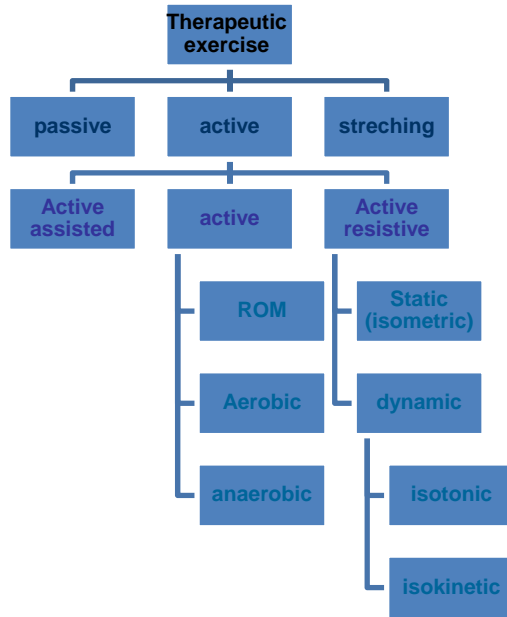 Therapeutic
exercise
passive
active
streching
Active
assisted
active
Active
resistive
ROM
Static
(isometric)
Aerobic
dynamic
anaerobic
isotonic
isokinetic